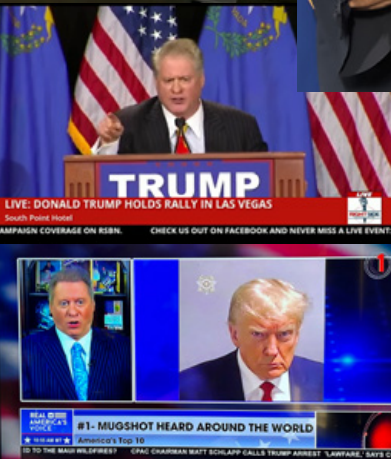 TRUMP
LIVE: DONALD TRUMP HOLDS RALLY IN LAS VEGAS
South Point Hotel
LIVE
RIGHT SIDE
AMPAIGN COVERAGE ON RSBN. CHECK US OUT ON FACEBOOK AND NEVER MISS A LIVE EVENT!
REAL
AMERICA'S
VOICE
#1- MUGSHOT HEARD AROUND THE WORLD
America's Top 10
D TO THE MAUI WILDFIRES? CPAC CHAIRMAN MATT SCHLAPP CALLS TRUMP ARREST 'LAWFARE,' SAYS